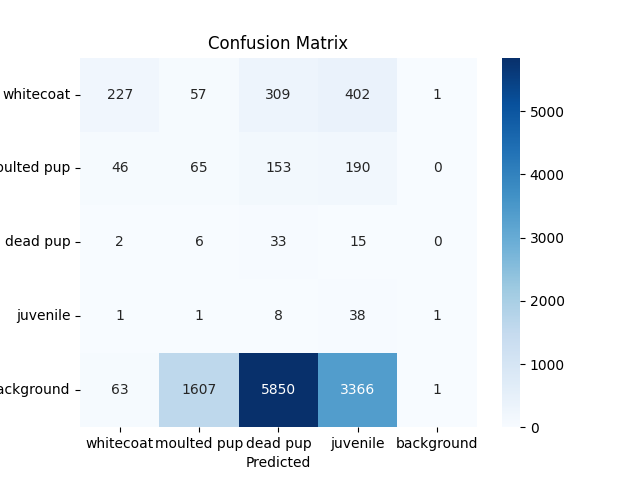 Confusion Matrix
whitecoat 227 57 309 402 1
oulted pup 46 65 153 190 0
dead pup 2 6 33 15 0
juvenile 1 1 8 38 1
ackground 63 1607 5850 3366 1
whitecoat moulted pup dead pup juvenile background
Predicted
5000
4000
3000
2000
1000
0